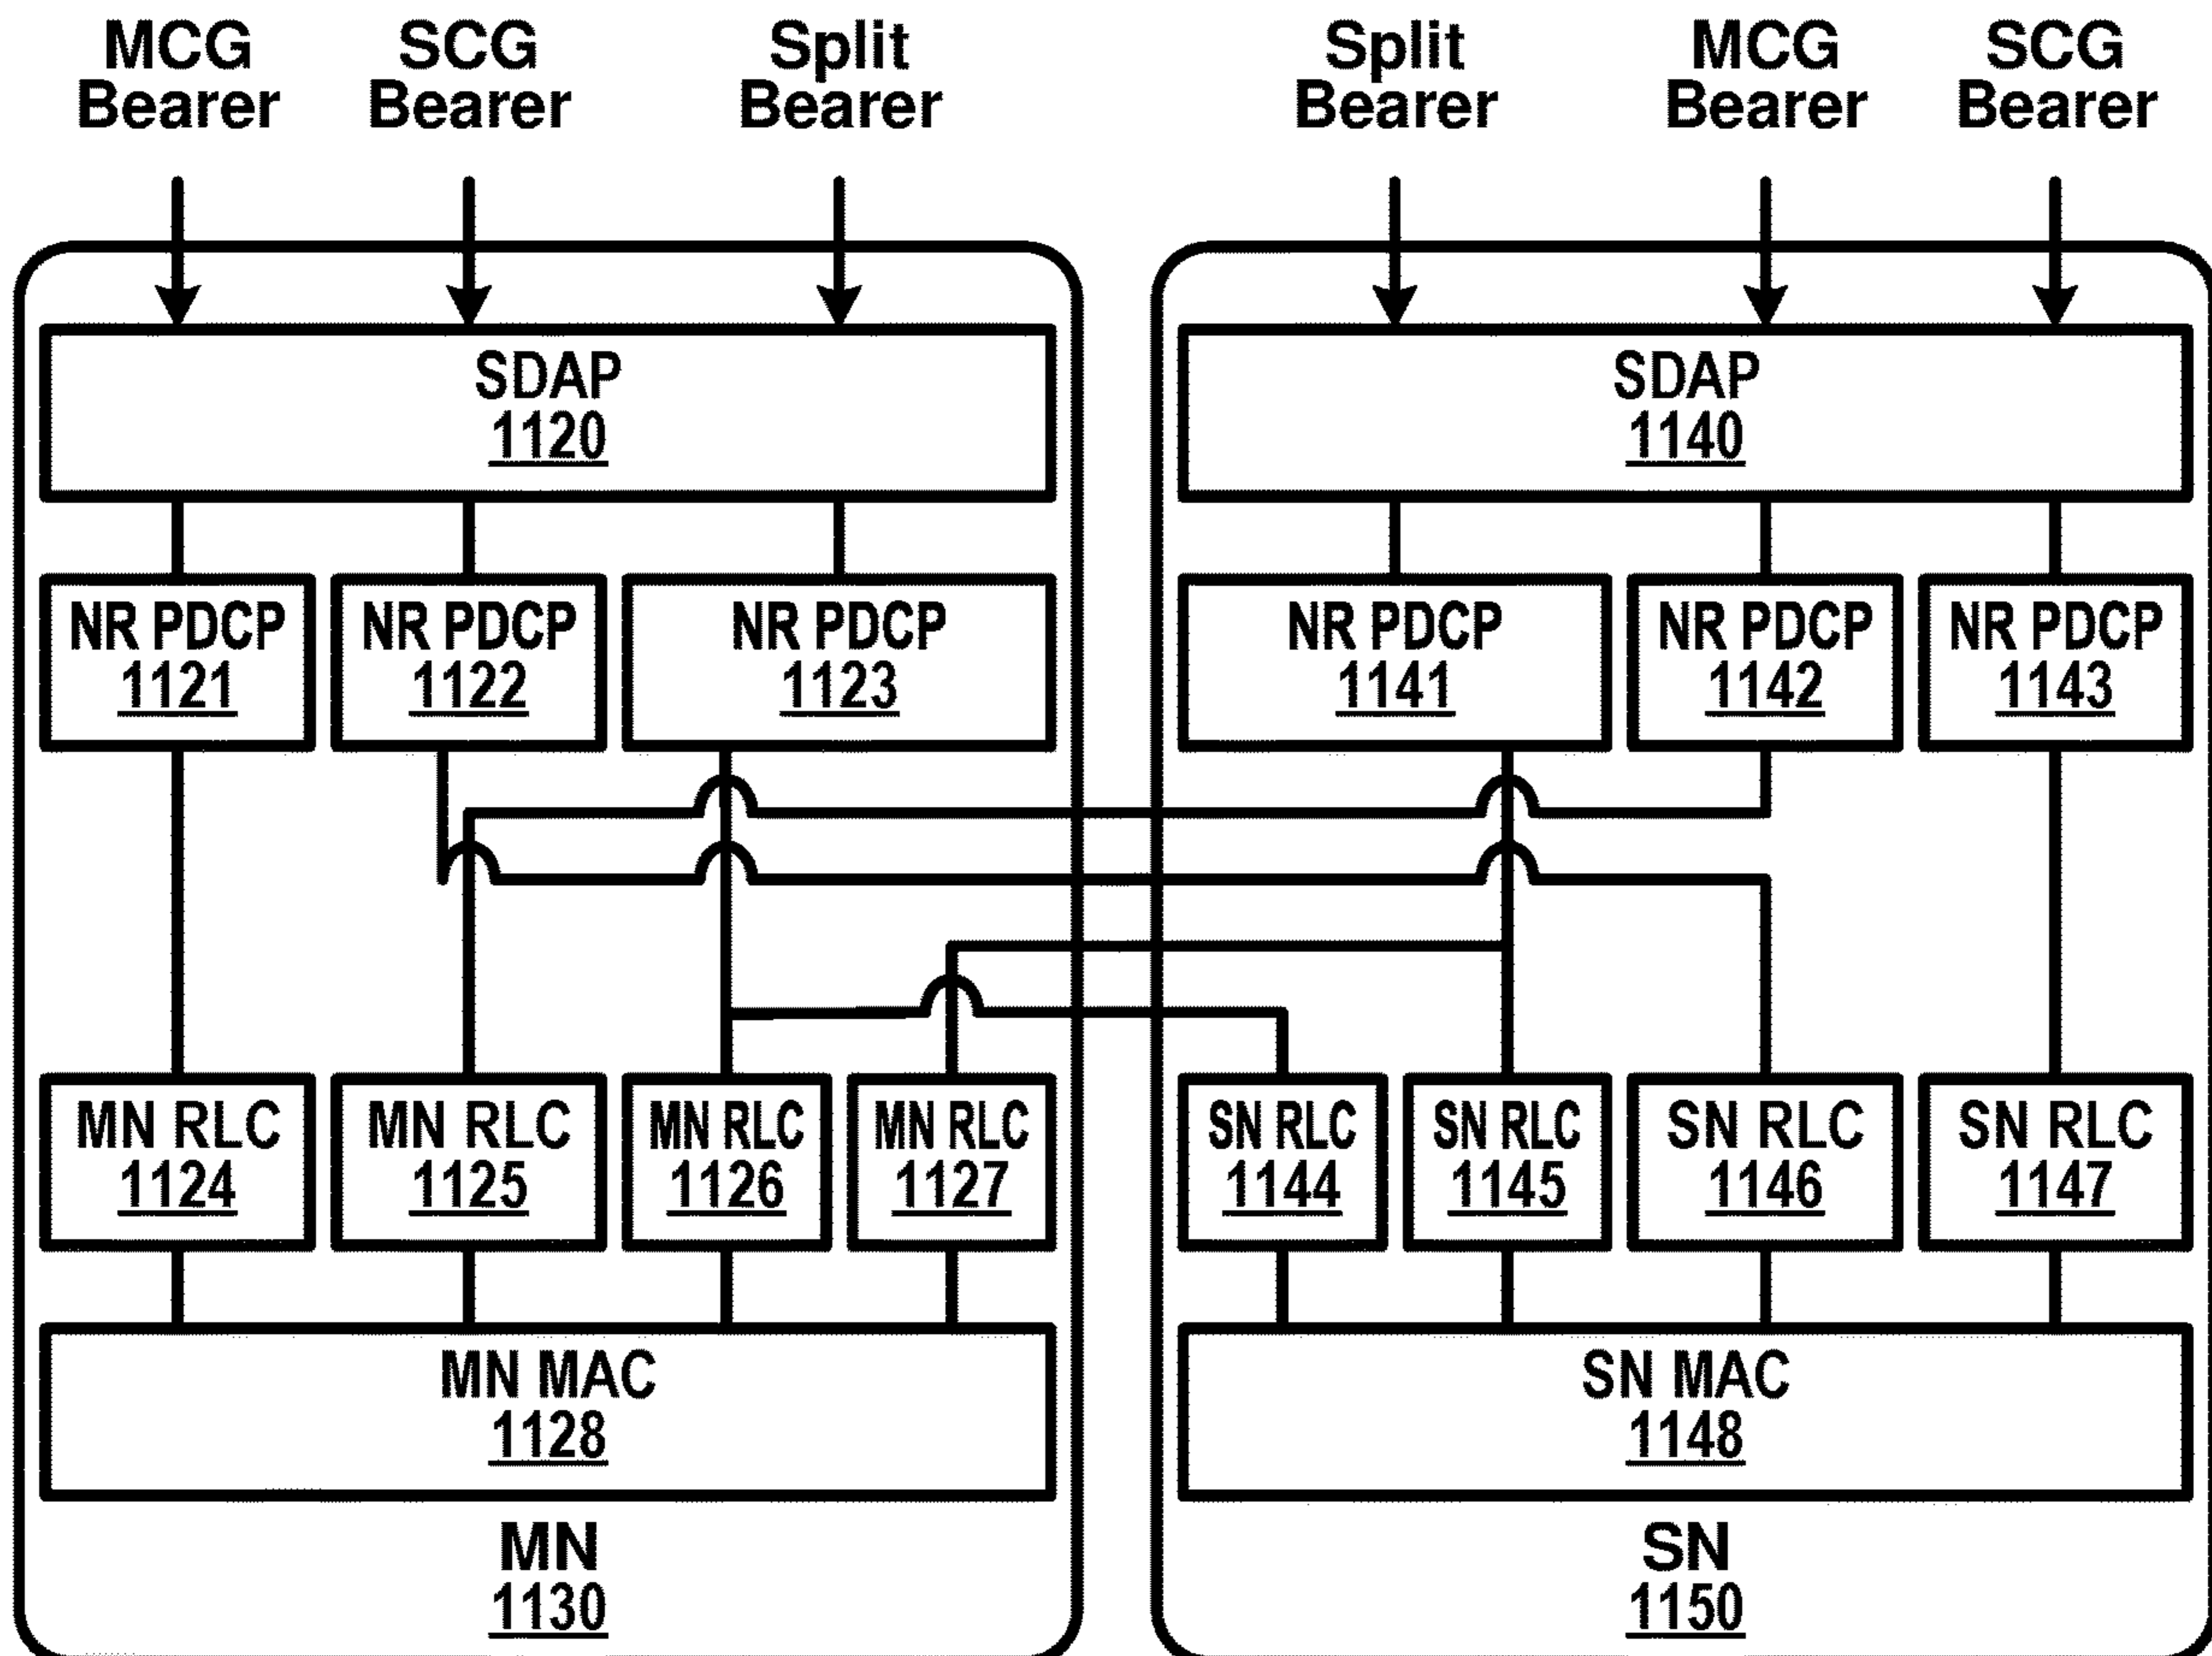 MCG
Bearer
SCG
Bearer
Split
Bearer
Split
Bearer
MCG
Bearer
SCG
Bearer
SDAP
1120
SDAP
1140
NR PDCP
1121
NR PDCP
1122
NR PDCP
1123
NR PDCP
1141
NR PDCP
1142
NR PDCP
1143
MN RLC
1124
MN RLC
1125
MN RLC
1126
MN RLC
1127
SN RLC
1144
SN RLC
1145
SN RLC
1146
SN RLC
1147
MN MAC
1128
SN MAC
1148
MN
1130
SN
1150